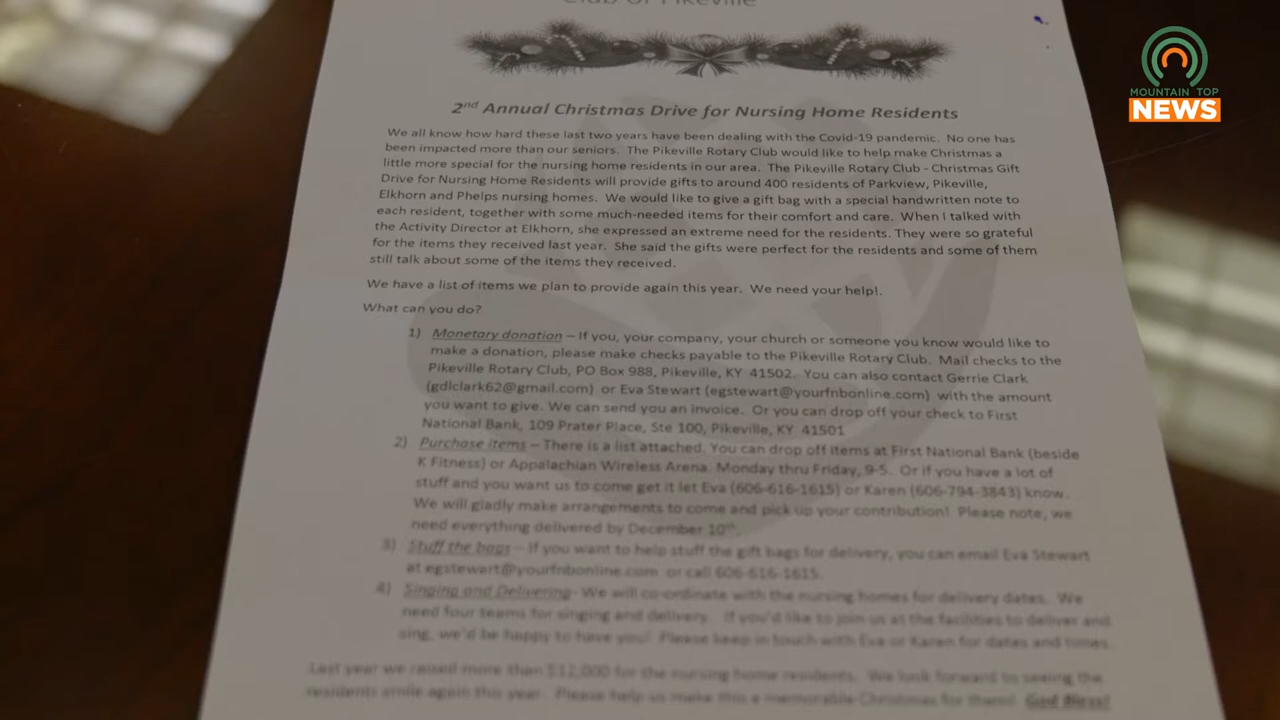 Club of Pikeville
MOUNTAIN TOP
NEWS
2nd Annual Christmas Drive for Nursing Home Residents
We all know how hard these last two years have been dealing with the Covid-19 pandemic. No one has
been impacted more than our seniors. The Pikeville Rotary Club would like to help make Christmas a
little more special for the nursing home residents in our area. The Pikeville Rotary Club - Christmas Gift
Drive for Nursing Home Residents will provide gifts to around 400 residents of Parkview, Pikeville,
Elkhorn and Phelps nursing homes. We would like to give a gift bag with a special handwritten note to
each resident, together with some much-needed items for their comfort and care. When I talked with
the Activity Director at Elkhorn, she expressed an extreme need for the residents. They were so grateful
for the items they received last year. She said the gifts were perfect for the residents and some of them
still talk about some of the items they received.
We have a list of items we plan to provide again this year. We need your help!.
What can you do?
1) Monetary donation – If you, your company, your church or someone you know would like to
make a donation, please make checks payable to the Pikeville Rotary Club. Mail checks to the
Pikeville Rotary Club, PO Box 988, Pikeville, KY 41502. You can also contact Gerrie Clark
(gdlclark62@gmail.com) or Eva Stewart (egstewart@yourfnbonline.com) with the amount
you want to give. We can send you an invoice. Or you can drop off your check to First
National Bank, 109 Prater Place, Ste 100, Pikeville, KY 41501
2) Purchase items – There is a list attached. You can drop off items at First National Bank (beside
K Fitness) or Appalachian Wireless Arena. Monday thru Friday, 9-5. Or if you have a lot of
stuff and you want us to come get it let Eva (606-616-1615) or Karen (606-794-3843) know.
We will gladly make arrangements to come and pick up your contribution! Please note, we
need everything delivered by December 10th.
3) Stuff the bags – If you want to help stuff the gift bags for delivery, you can email Eva Stewart
at egstewart@yourfnbonline.com or call 606-616-1615.
4) Singing and Delivering- We will co-ordinate with the nursing homes for delivery dates. We
need four teams for singing and delivery. If you'd like to join us at the facilities to deliver and
sing, we'd be happy to have you! Please keep in touch with Eva or Karen for dates and times.
Last year we raised more than $12,000 for the nursing home residents. We look forward to seeing the
residents smile again this year. Please help us make this a memorable Christmas for them! God Bless!